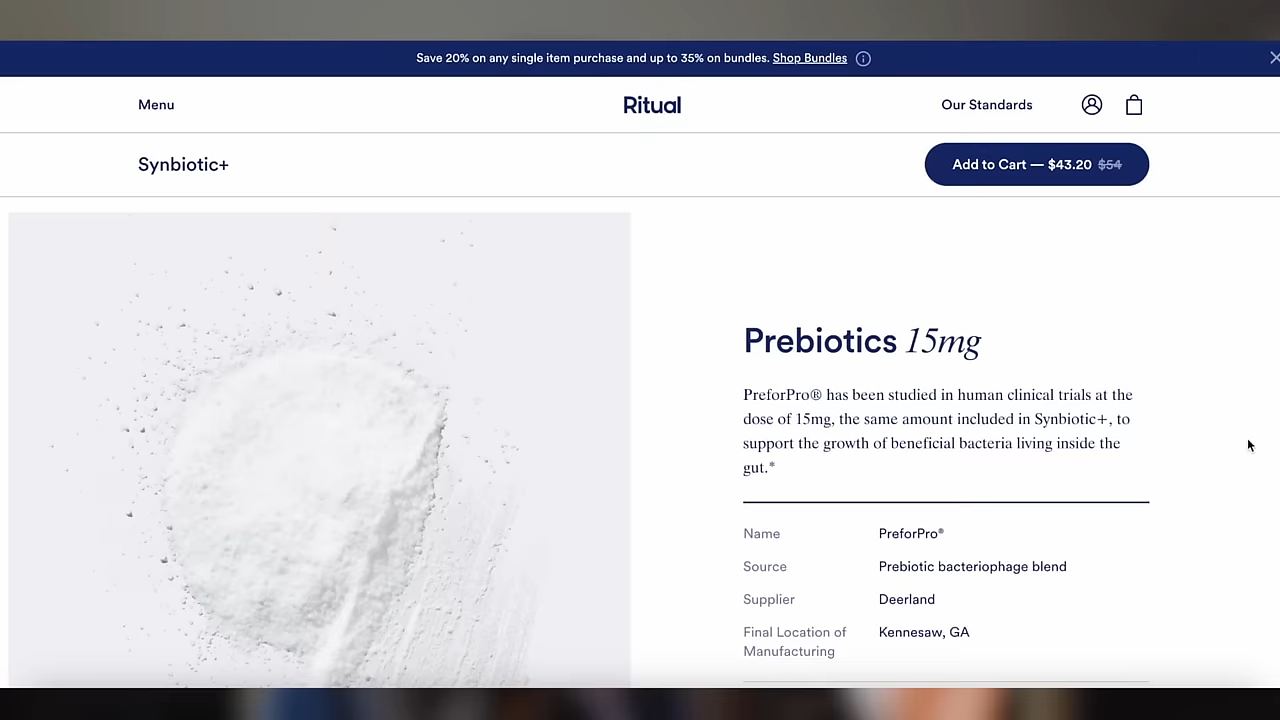 Save 20% on any single item purchase and up to 35% on bundles. Shop Bundles
Menu
Ritual
Our Standards
Synbiotic+
Add to Cart — $43.20 $54
Prebiotics 15mg
PreforPro® has been studied in human clinical trials at the
dose of 15mg, the same amount included in Synbiotic+, to
support the growth of beneficial bacteria living inside the
gut.*
Name PreforPro®
Source Prebiotic bacteriophage blend
Supplier Deerland
Final Location of Kennesaw, GA
Manufacturing